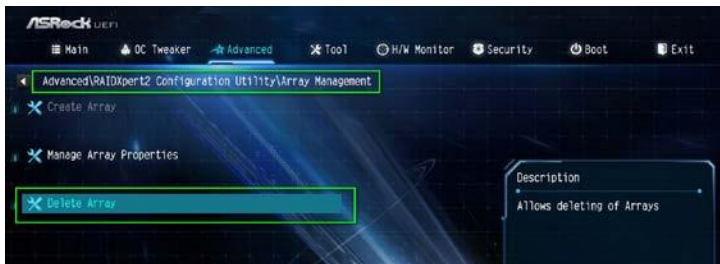 ASRock UEFI
Main OC Tweaker Advanced Tool H/W Monitor Security Boot Exit
Advanced\RAIDXpert2 Configuration Utility\Array Management
Create Array
Manage Array Properties
Delete Array
Description
Allows deleting of Arrays